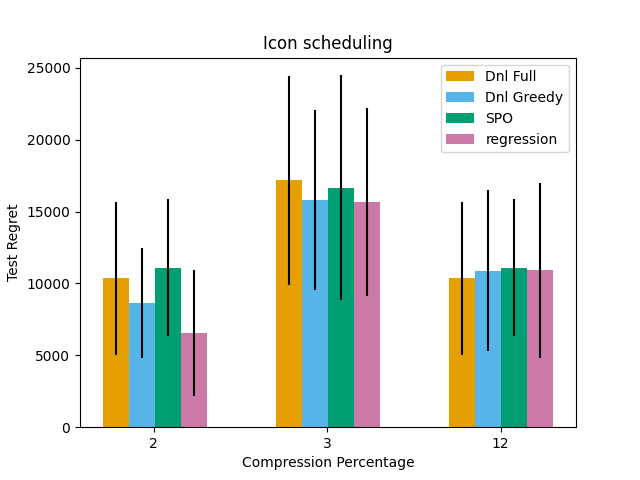 Icon scheduling
Dnl Full
Dnl Greedy
SPO
regression
Test Regret
25000
20000
15000
10000
5000
0
2
3
12
Compression Percentage